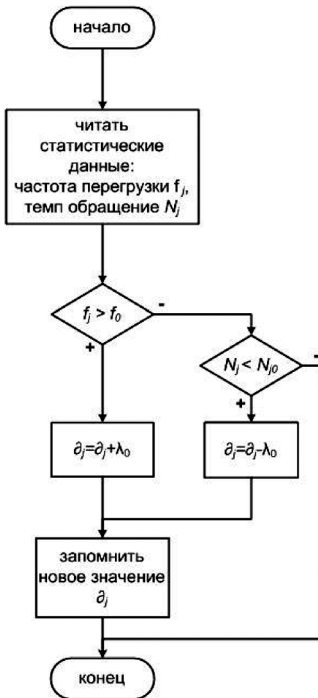 начало
читать
статистические
данные:
частота перегрузки fj,
темп обращение Nj
fj > f0
-
+
Nj < Nj0
-
+
∂j=∂j+λ0
∂j=∂j-λ0
запомнить
новое значение
∂j
конец